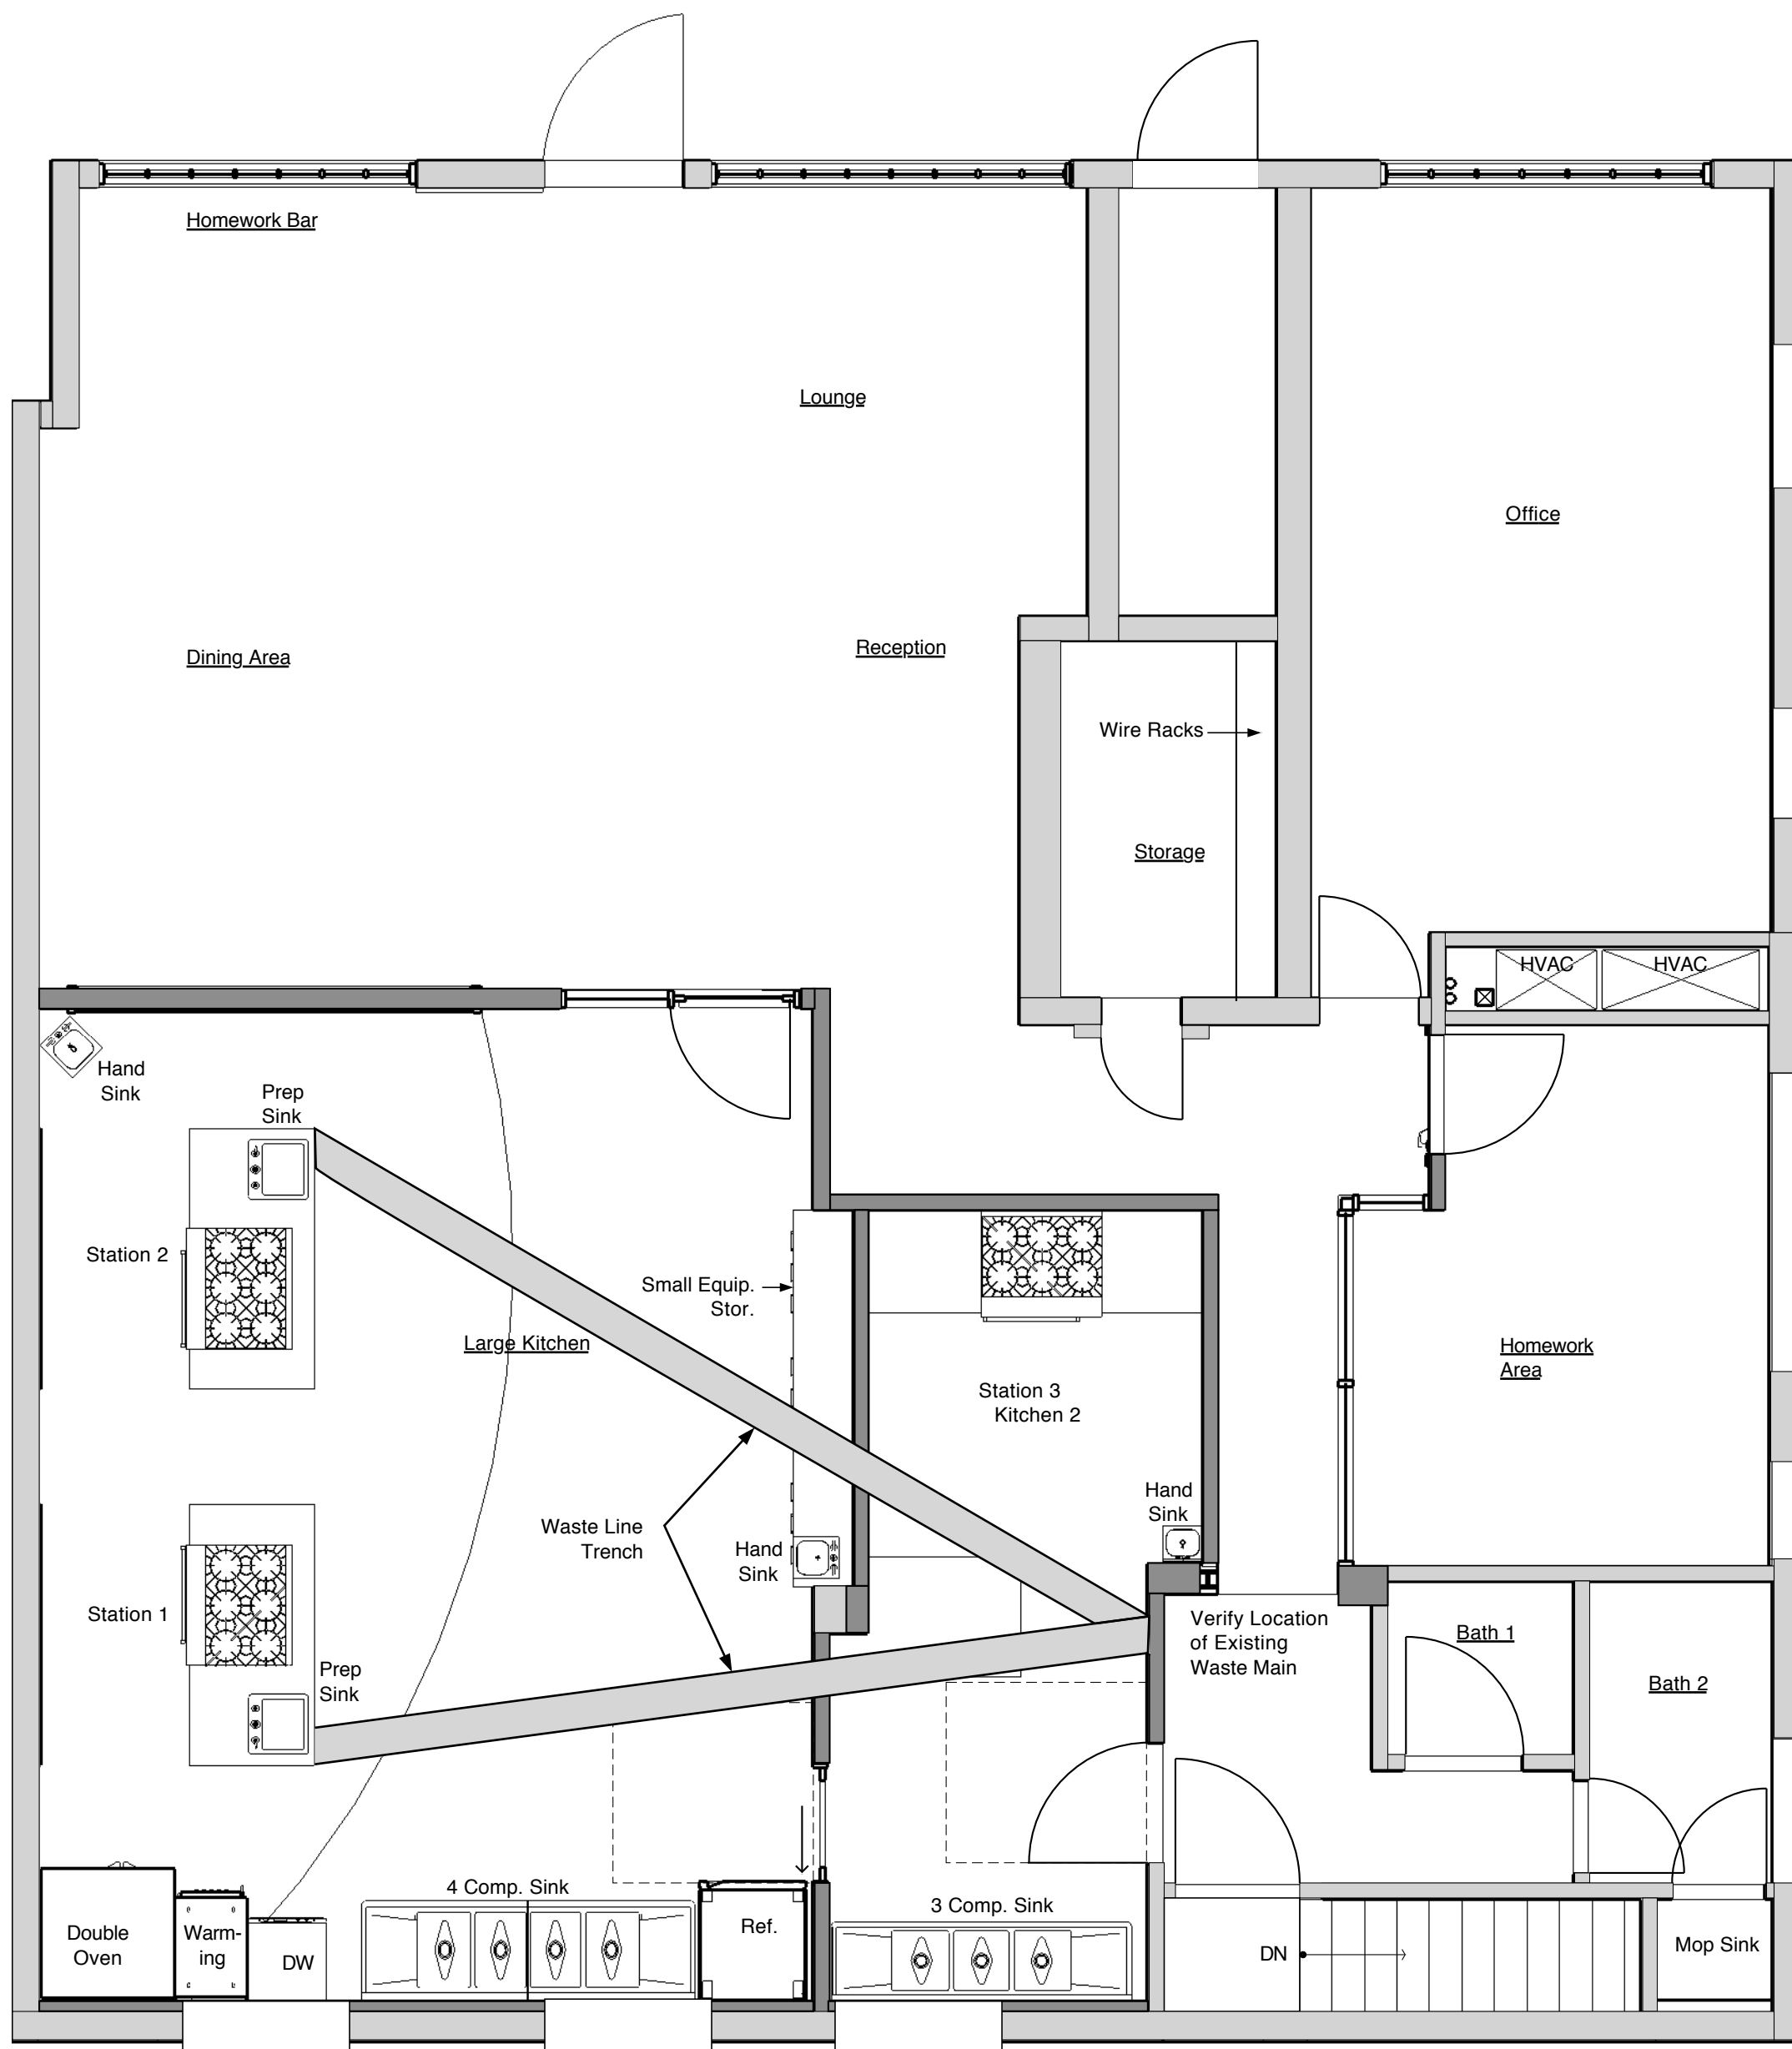 Homework Bar
Lounge
Office
Dining Area
Reception
Wire Racks
Storage
HVAC
HVAC
Hand
Sink
Prep
Sink
Station 2
Small Equip.
Stor.
Large Kitchen
Homework
Area
Station 3
Kitchen 2
Hand
Sink
Waste Line
Trench
Hand
Sink
Station 1
Verify Location
of Existing
Waste Main
Bath 1
Prep
Sink
Bath 2
4 Comp. Sink
3 Comp. Sink
Double
Oven
Warm-
ing
DW
Ref.
DN
Mop Sink